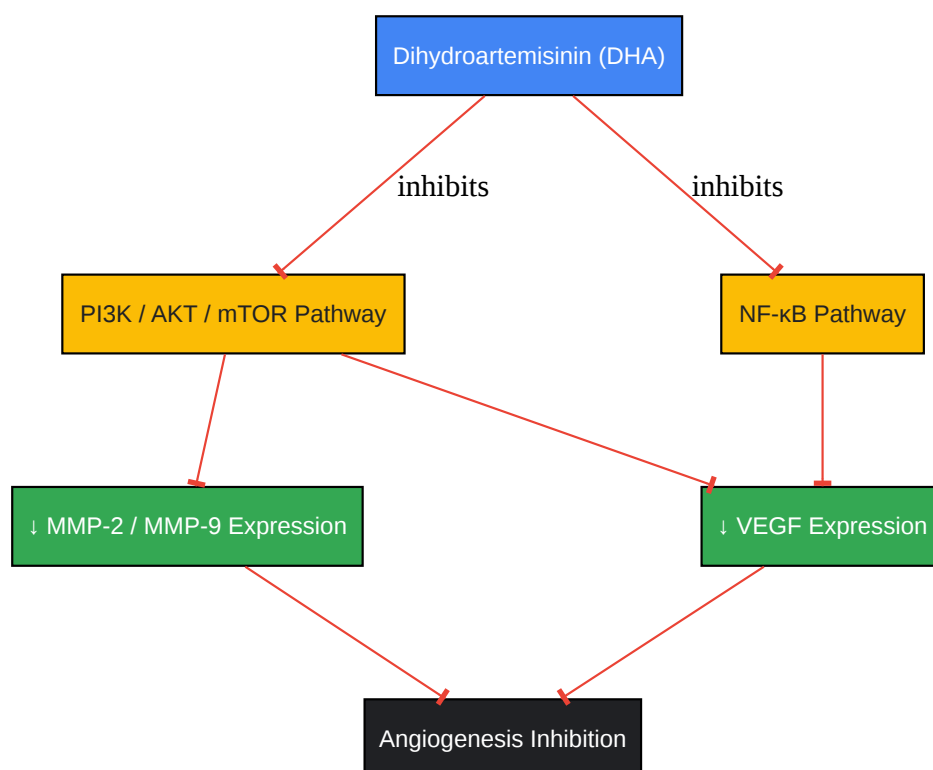 Dihydroartemisinin (DHA)
inhibits
inhibits
PI3K / AKT / mTOR Pathway
NF-κB Pathway
↓ MMP-2 / MMP-9 Expression
↓ VEGF Expression
Angiogenesis Inhibition